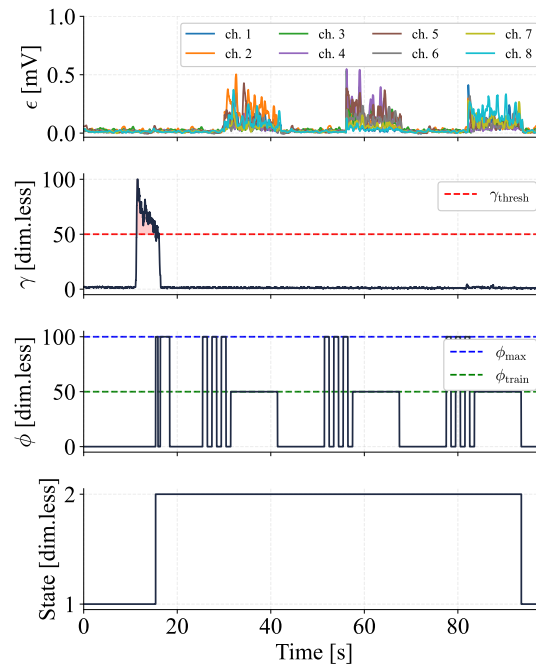 ϵ [mV]
1.0
0.5
0.0
ch. 1
ch. 2
ch. 3
ch. 4
ch. 5
ch. 6
ch. 7
ch. 8
γ [dim.less]
100
50
0
γthresh
ϕ [dim.less]
100
50
0
ϕmax
ϕtrain
State [dim.less]
2
1
0 20 40 60 80
Time [s]